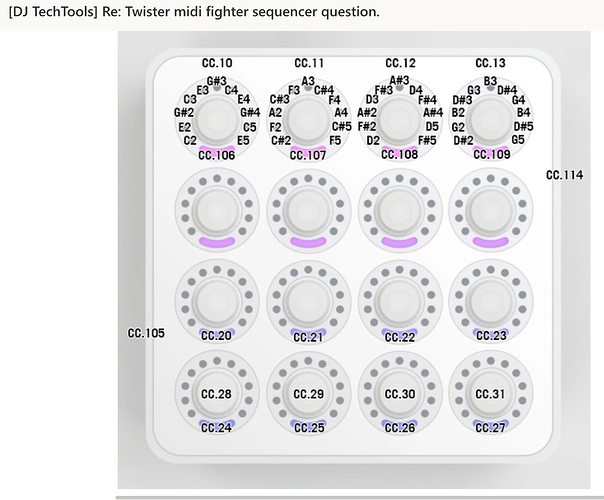 [DJ TechTools] Re: Twister midi fighter sequencer question.
CC.10 CC.11 CC.12 CC.13
G#3 A3 A#3 B3
E3 C4 F3 C#4 F#3 D4 G3 D#4
C3 E4 C#3 F4 D3 F#4 D#3 G4
G#2 G#4 A2 A4 A#2 A#4 B2 B4
E2 C5 F2 C#5 F#2 D5 G2 D#5
C2 E5 C#2 F5 D2 F#5 D#2 G5
CC.106 CC.107 CC.108 CC.109
CC.114
CC.105 CC.20 CC.21 CC.22 CC.23
CC.28 CC.29 CC.30 CC.31
CC.24 CC.25 CC.26 CC.27